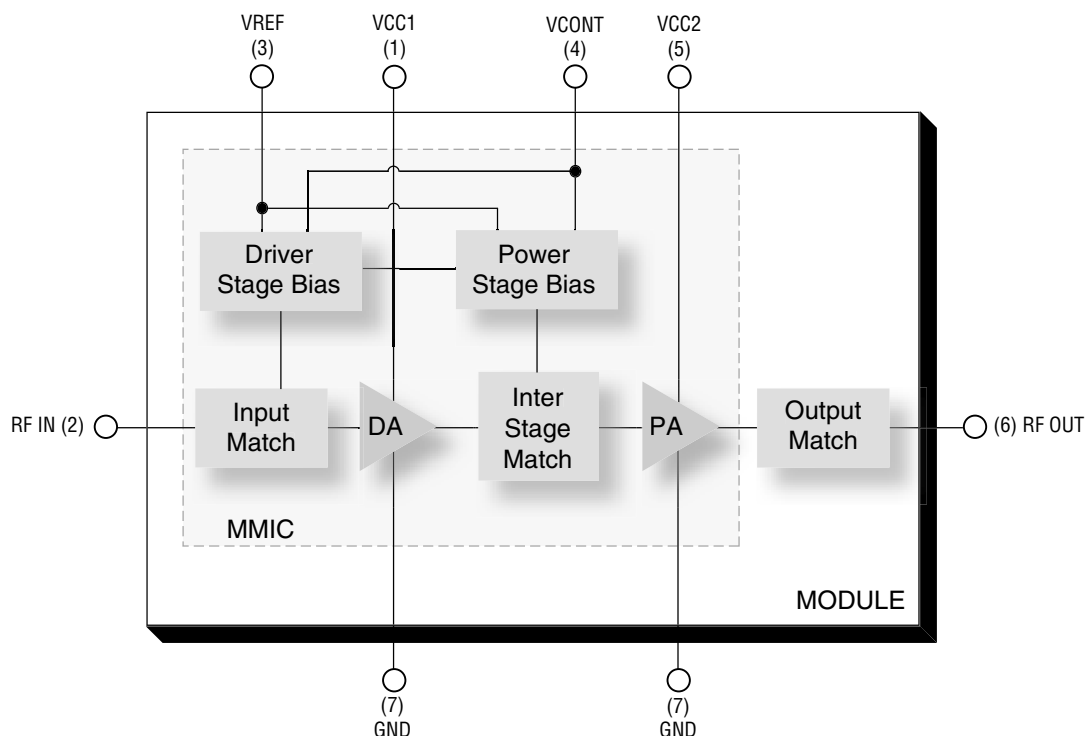 VREF
(3)
VCC1
(1)
VCONT
(4)
VCC2
(5)
Driver
Stage Bias
Power
Stage Bias
RF IN (2)
Input
Match
DA
Inter
Stage
Match
PA
Output
Match
(6) RF OUT
MMIC
MODULE
(7)
GND
(7)
GND